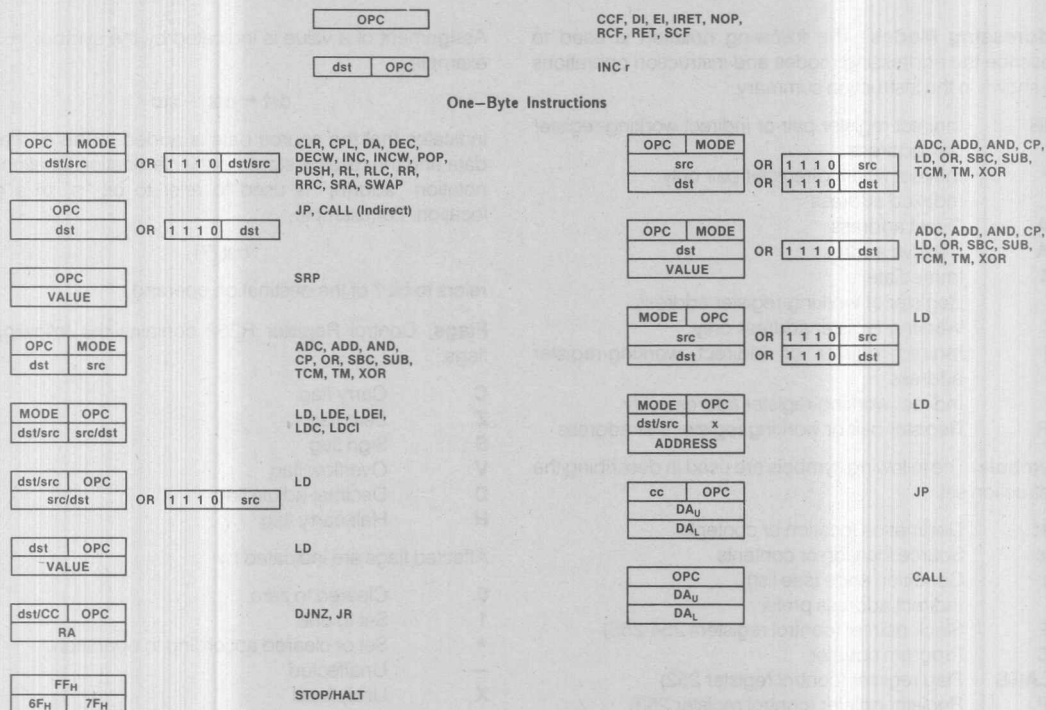 OPC
CCF, DI, EI, IRET, NOP,
RCF, RET, SCF
dst OPC
INC r
One-Byte Instructions
OPC MODE
dst/src OR 1 1 1 0 dst/src
CLR, CPL, DA, DEC,
DECW, INC, INCW, POP,
PUSH, RL, RLC, RR,
RRC, SRA, SWAP
OPC
dst OR 1 1 1 0 dst
JP, CALL (Indirect)
OPC
VALUE
SRP
OPC MODE
dst src
ADC, ADD, AND,
CP, OR, SBC, SUB,
TCM, TM, XOR
MODE OPC
dst/src src/dst
LD, LDE, LDEI,
LDC, LDCI
dst/src OPC
src/dst OR 1 1 1 0 src
LD
dst OPC
VALUE
LD
dst/CC OPC
RA
DJNZ, JR
FFH
6FH 7FH
STOP/HALT
OPC MODE
src OR 1 1 1 0 src
dst OR 1 1 1 0 dst
ADC, ADD, AND, CP,
LD, OR, SBC, SUB,
TCM, TM, XOR
OPC MODE
dst OR 1 1 1 0 dst
VALUE
ADC, ADD, AND, CP,
LD, OR, SBC, SUB,
TCM, TM, XOR
MODE OPC
src OR 1 1 1 0 src
dst OR 1 1 1 0 dst
LD
MODE OPC
dst/src x
ADDRESS
LD
cc OPC
DAU
DAL
JP
OPC
DAU
DAL
CALL